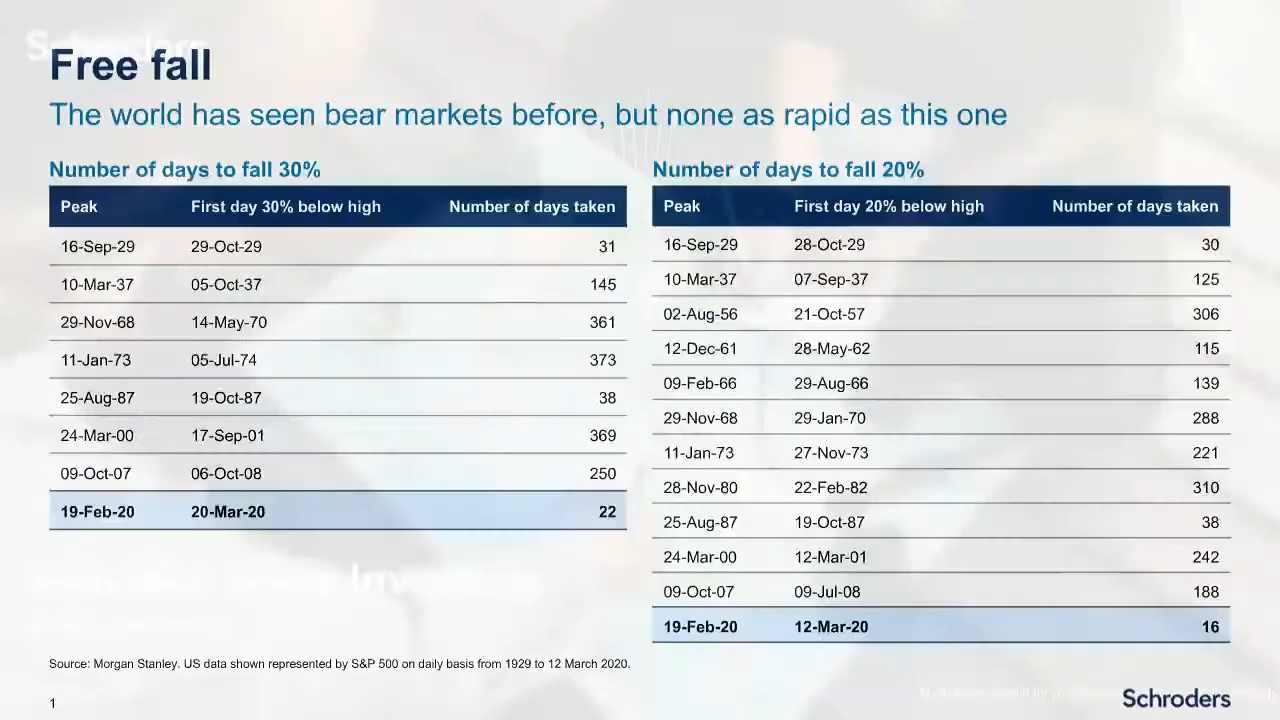 Schroders
Free fall
The world has seen bear markets before, but none as rapid as this one
Number of days to fall 30%
Peak First day 30% below high Number of days taken
16-Sep-29 29-Oct-29 31
10-Mar-37 05-Oct-37 145
29-Nov-68 14-May-70 361
11-Jan-73 05-Jul-74 373
25-Aug-87 19-Oct-87 38
24-Mar-00 17-Sep-01 369
09-Oct-07 06-Oct-08 250
19-Feb-20 20-Mar-20 22
Number of days to fall 20%
Peak First day 20% below high Number of days taken
16-Sep-29 28-Oct-29 30
10-Mar-37 07-Sep-37 125
02-Aug-56 21-Oct-57 306
12-Dec-61 28-May-62 115
09-Feb-66 29-Aug-66 139
29-Nov-68 29-Jan-70 288
11-Jan-73 27-Nov-73 221
28-Nov-80 22-Feb-82 310
25-Aug-87 19-Oct-87 38
24-Mar-00 12-Mar-01 242
09-Oct-07 09-Jul-08 188
19-Feb-20 12-Mar-20 16
Source: Morgan Stanley. US data shown represented by S&P 500 on daily basis from 1929 to 12 March 2020.
1
Schroders